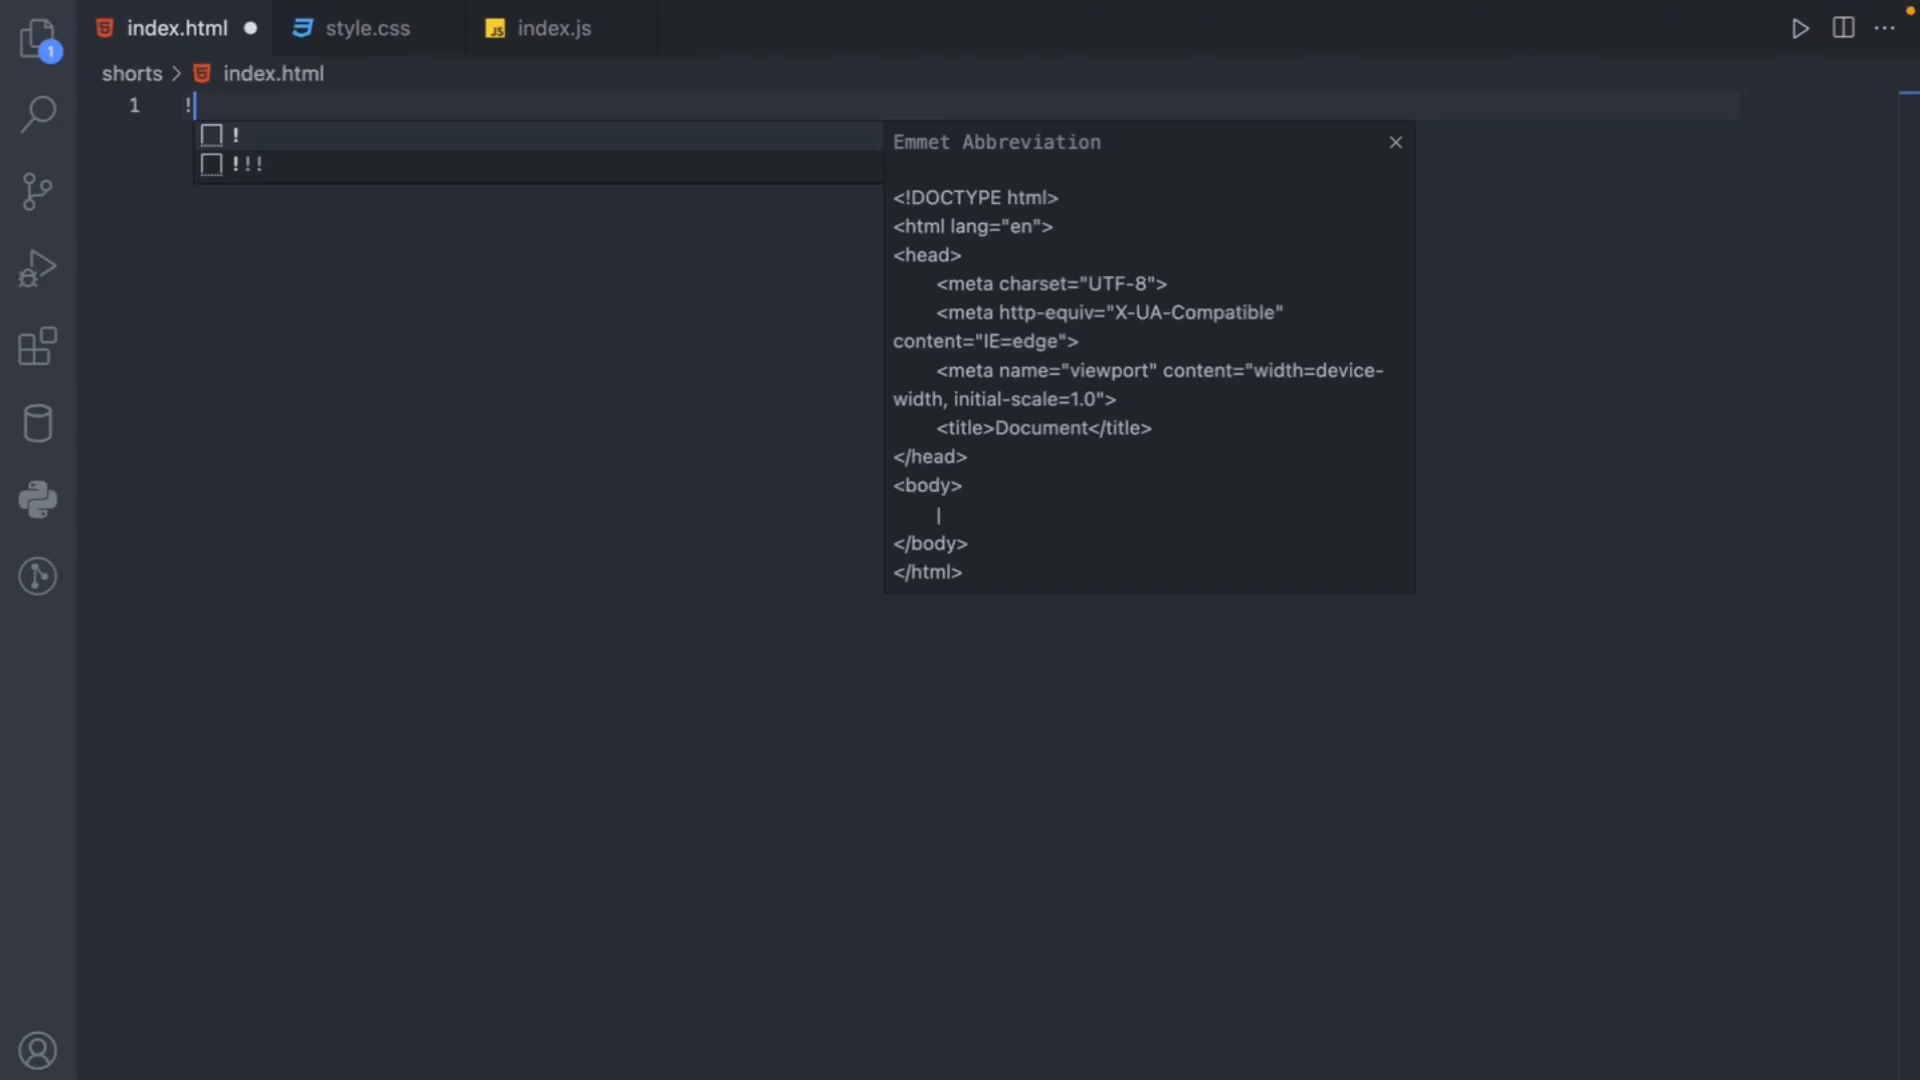 index.html
style.css
JS index.js
1
shorts > index.html
1 !
!
!!!
Emmet Abbreviation
<!DOCTYPE html>
<html lang="en">
<head>
<meta charset="UTF-8">
<meta http-equiv="X-UA-Compatible"
content="IE=edge">
<meta name="viewport" content="width=device-
width, initial-scale=1.0">
<title>Document</title>
</head>
<body>
|
</body>
</html>